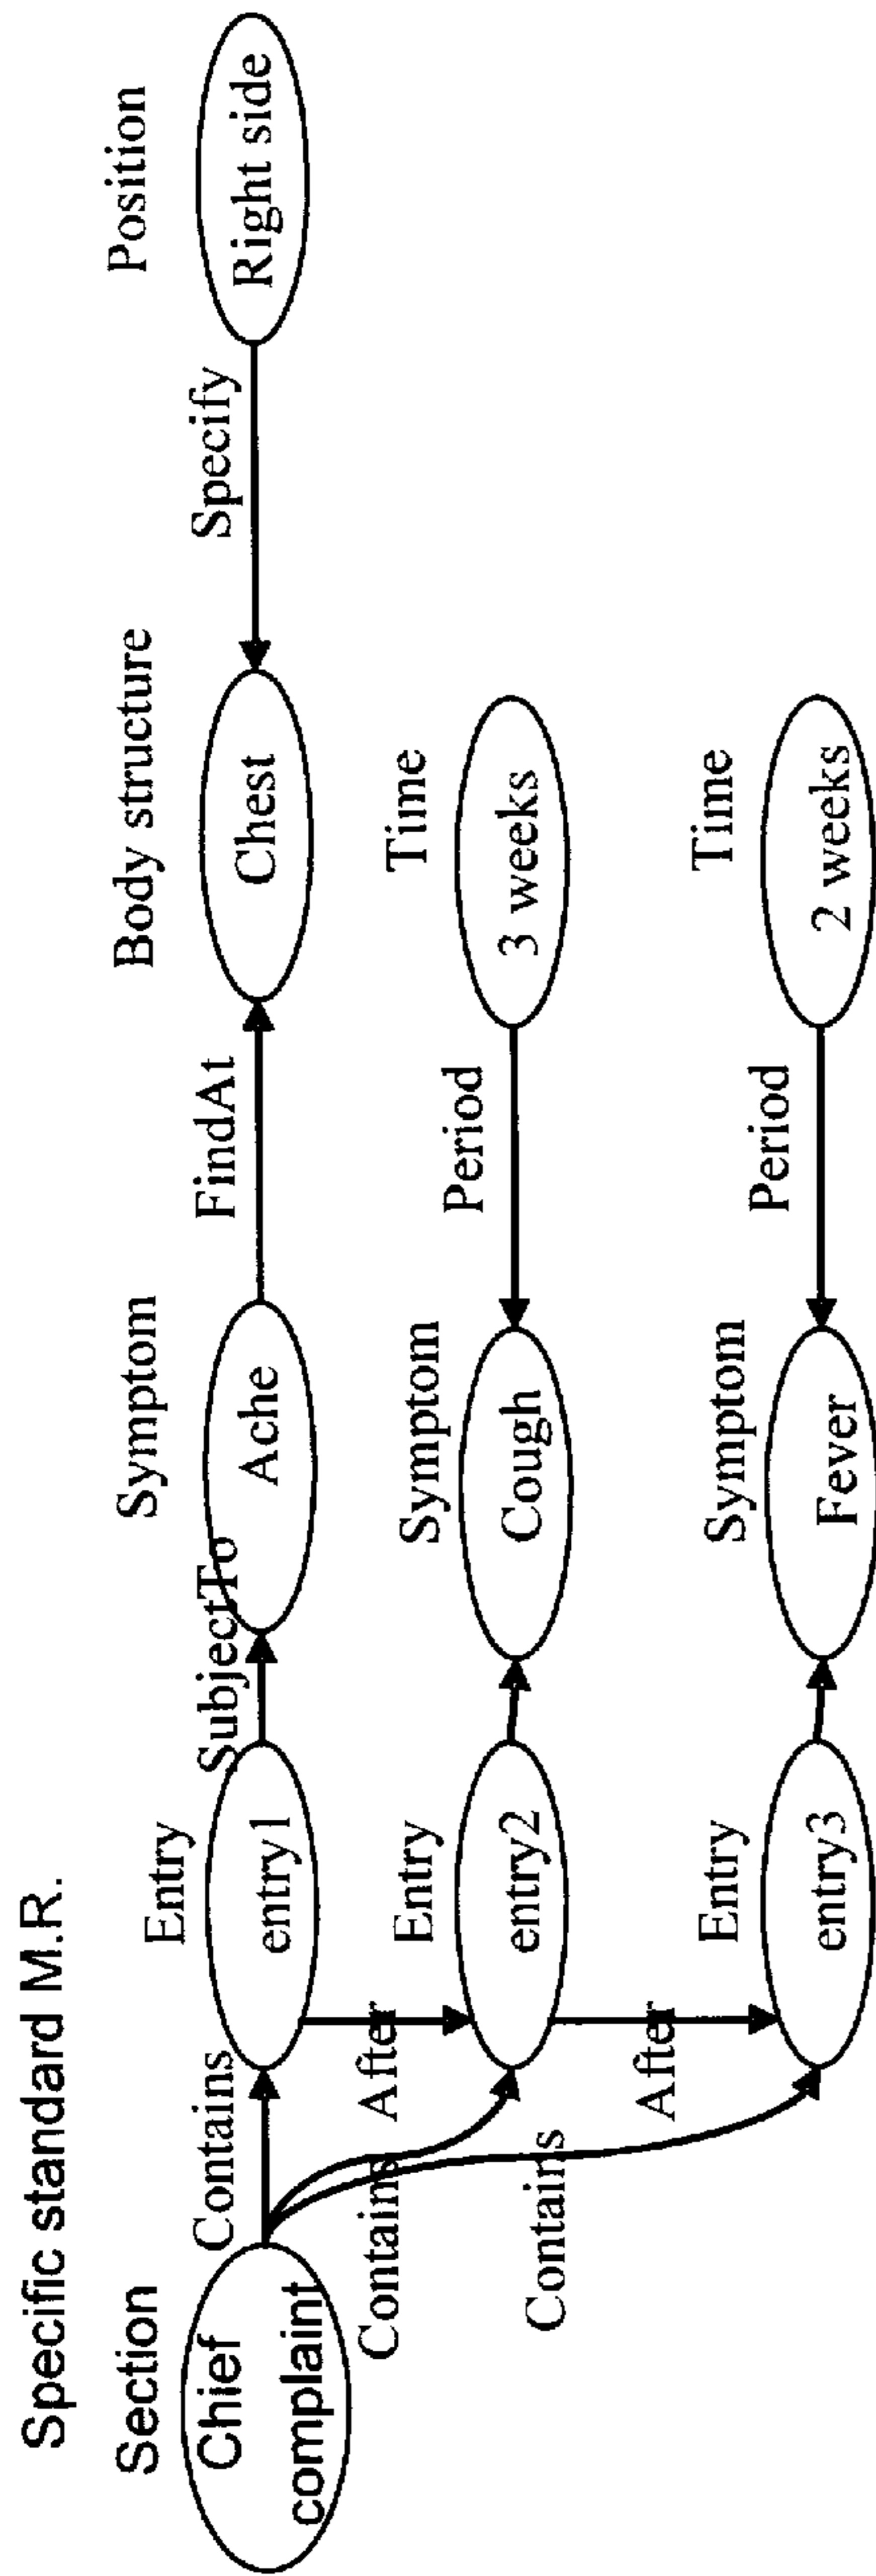 Specific standard M.R.
Section
Entry
Symptom
Body structure
Position
Chief
complaint
Contains
entry1
SubjectTo
Ache
FindAt
Chest
Specify
Right side
Contains
After
Entry
Symptom
Time
entry2
Cough
Period
3 weeks
Contains
After
Entry
Symptom
Time
entry3
Fever
Period
2 weeks